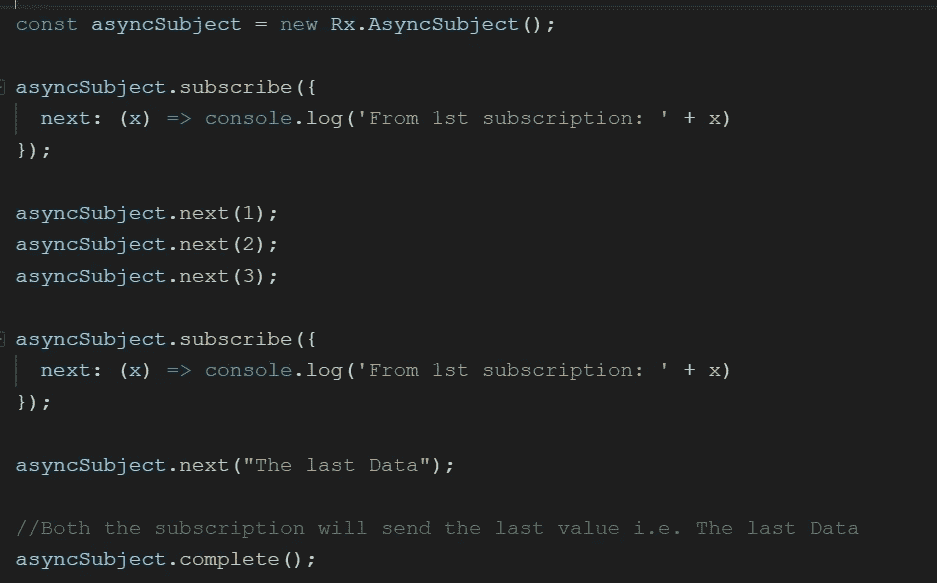 const asyncSubject = new Rx.AsyncSubject();
asyncSubject.subscribe({
next: (x) => console.log('From 1st subscription: ' + x)
});
asyncSubject.next(1);
asyncSubject.next(2);
asyncSubject.next(3);
asyncSubject.subscribe({
next: (x) => console.log('From 1st subscription: ' + x)
});
asyncSubject.next("The last Data");
//Both the subscription will send the last value i.e. The last Data
asyncSubject.complete();